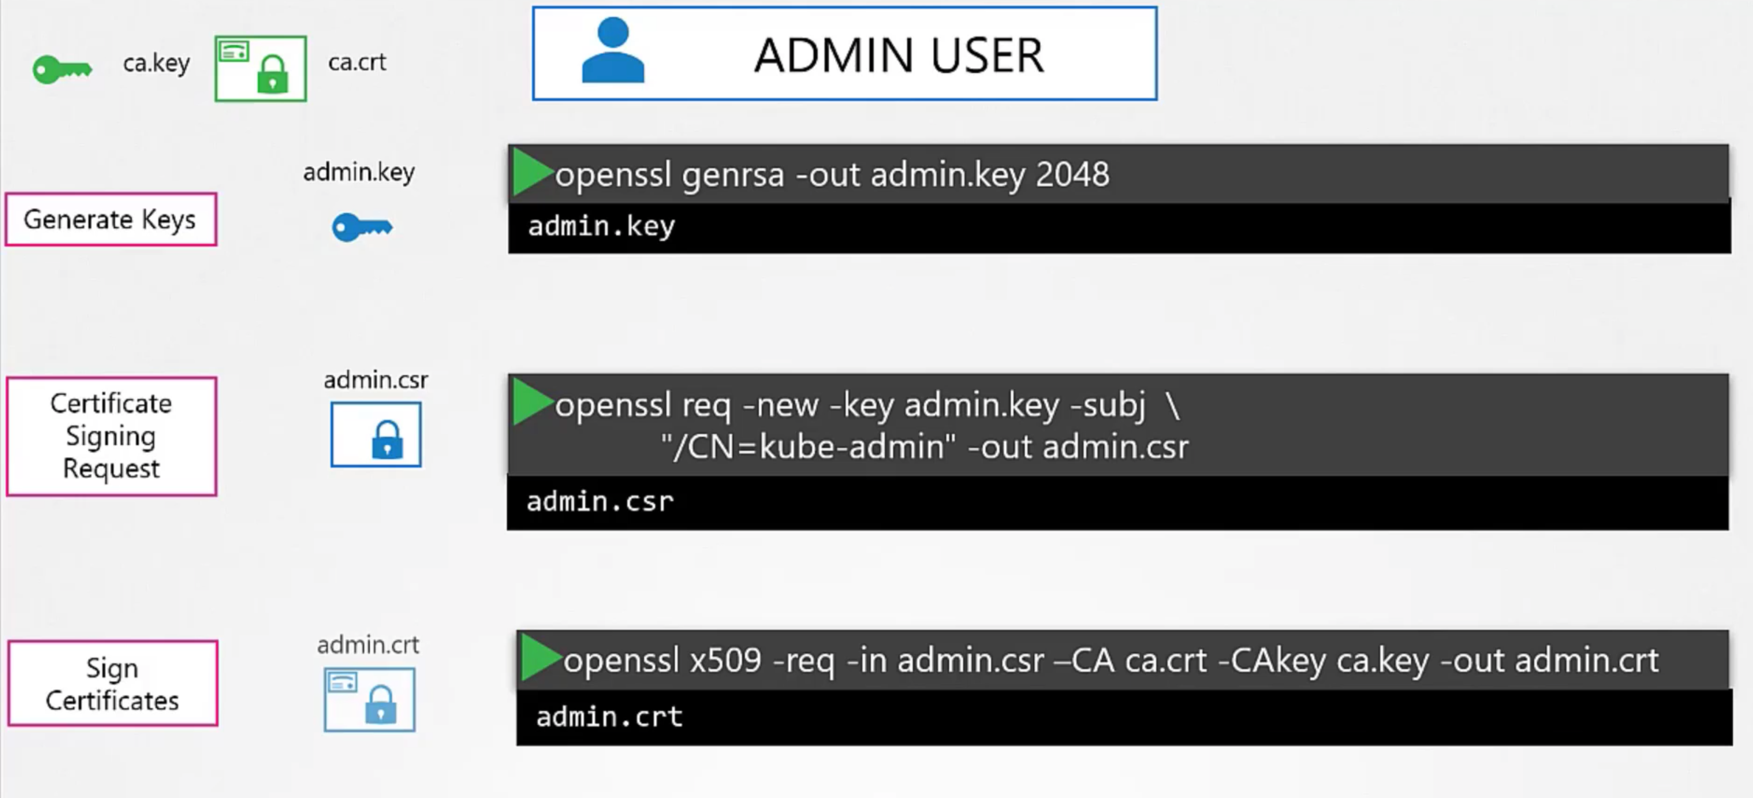 ca.key
ca.crt
ADMIN USER
admin.key
Generate Keys
openssl genrsa -out admin.key 2048
admin.key
admin.csr
Certificate
Signing
Request
openssl req -new -key admin.key -subj \
"/CN=kube-admin" -out admin.csr
admin.csr
admin.crt
Sign
Certificates
openssl x509 -req -in admin.csr –CA ca.crt -CAkey ca.key -out admin.crt
admin.crt